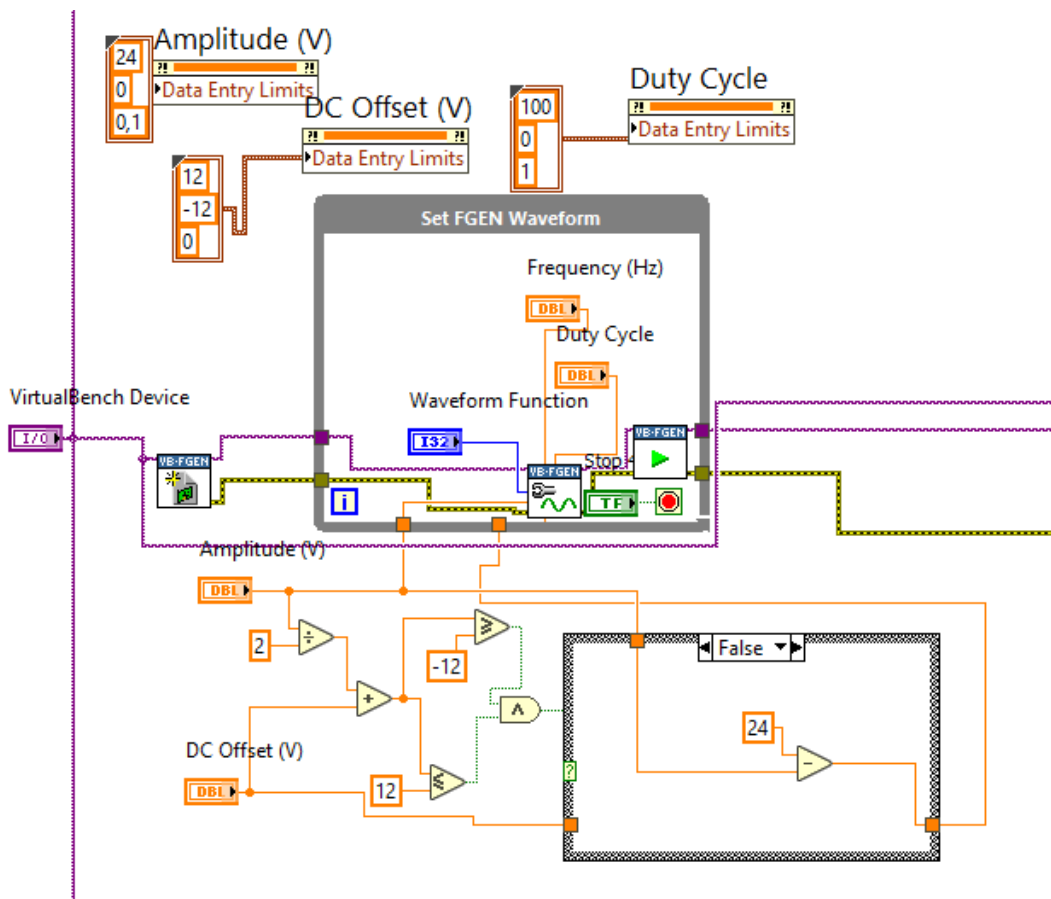 Amplitude (V)
24
0
0,1
?! ?!
Data Entry Limits
DC Offset (V)
12
-12
0
?! ?!
Data Entry Limits
Duty Cycle
100
0
1
?! ?!
Data Entry Limits
Set FGEN Waveform
Frequency (Hz)
DBL
Duty Cycle
DBL
VirtualBench Device
I/O
Waveform Function
I32
VB-FGEN
VB-FGEN
VB-FGEN
Stop
TF
i
Amplitude (V)
DBL
2
÷
+
≥
-12
∧
≤
12
DC Offset (V)
DBL
False
24
-
?